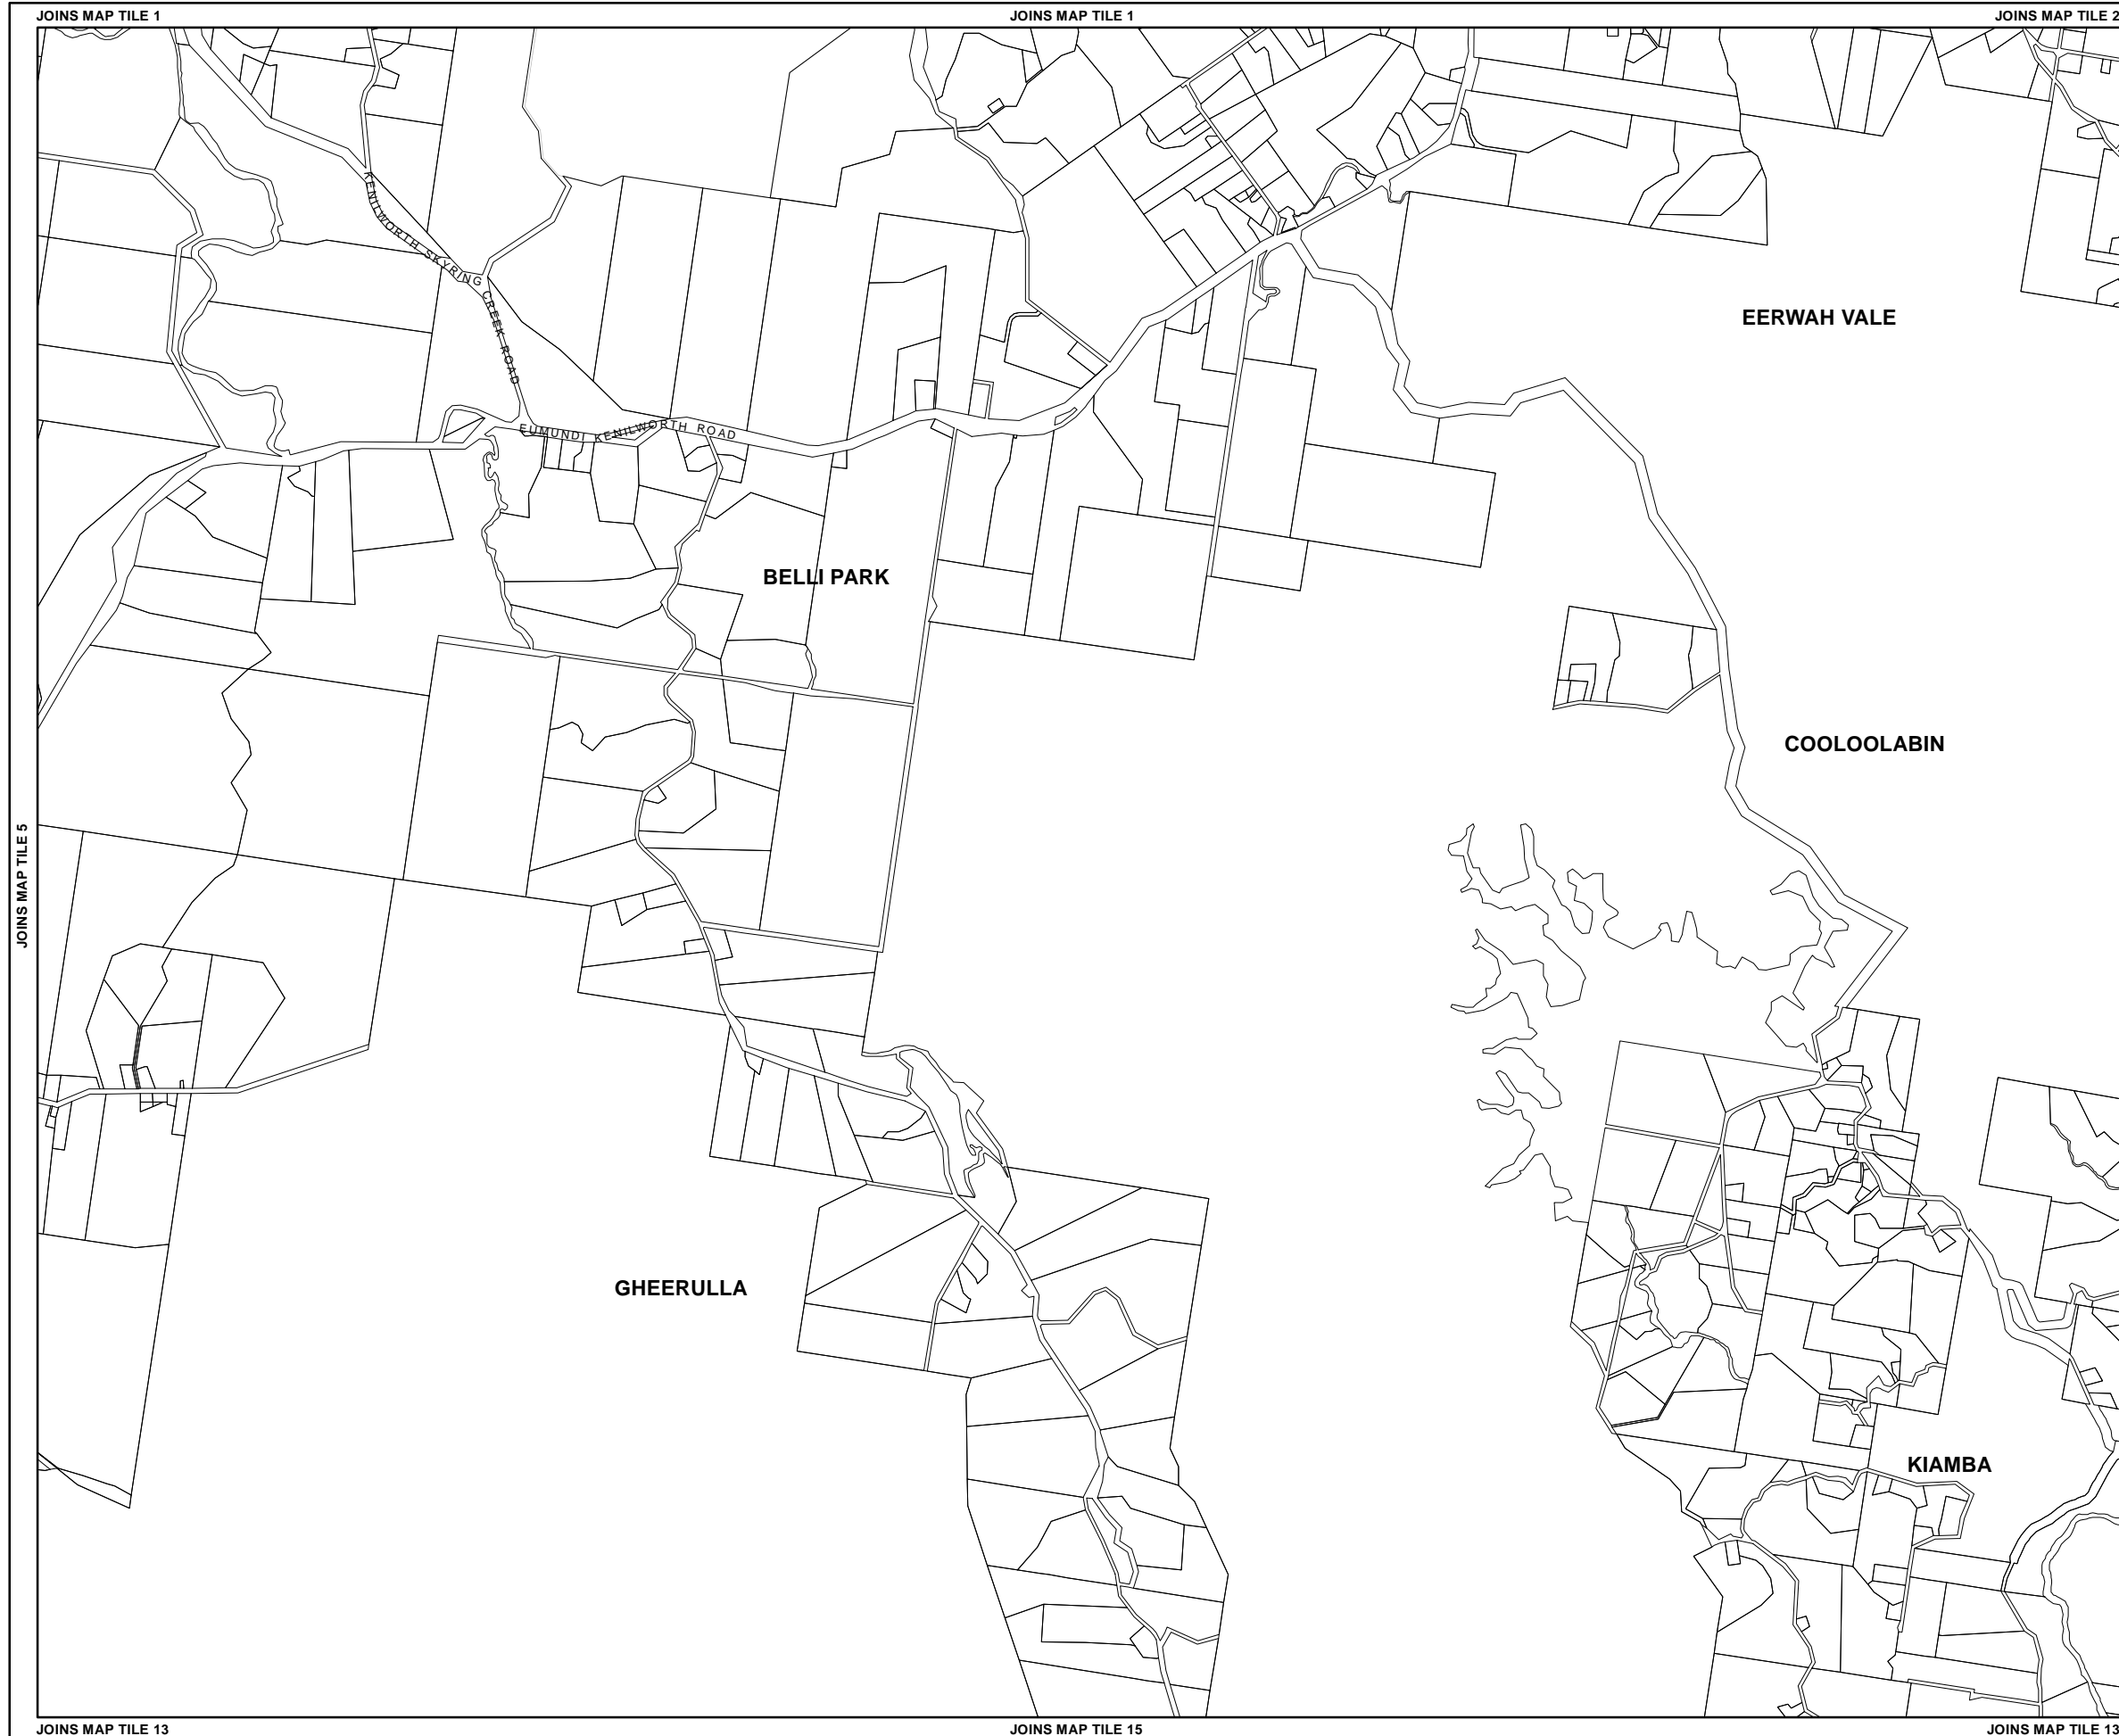 JOINS MAP TILE 1
JOINS MAP TILE 1
JOINS MAP TILE 2
KENILWORTH SKYRING CREEK ROAD
EERWAH VALE
EUMUNDI KENILWORTH ROAD
BELLI PARK
COOLOOLABIN
JOINS MAP TILE 5
GHEERULLA
KIAMBA
JOINS MAP TILE 13
JOINS MAP TILE 15
JOINS MAP TILE 13